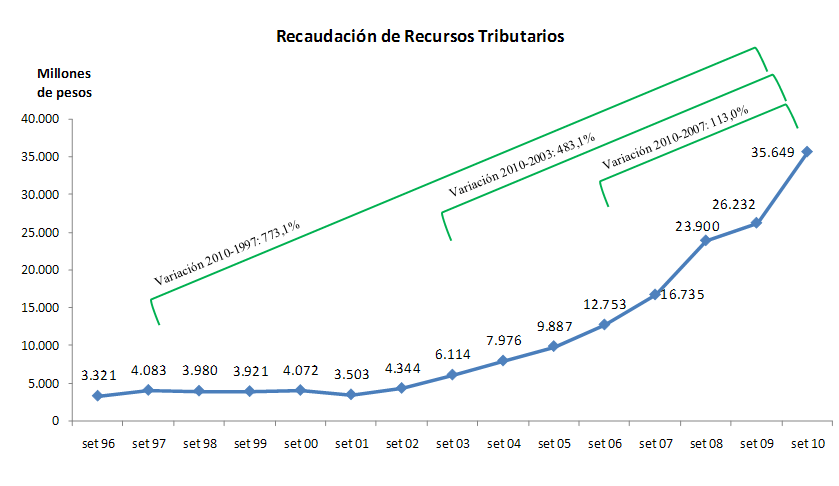 Recaudación de Recursos Tributarios
Millones
de pesos
40.000
35.000
30.000
25.000
20.000
15.000
10.000
5.000
0
Variación 2010-1997: 773,1%
Variación 2010-2003: 483,1%
Variación 2010-2007: 113,0%
3.321
4.083
3.980
3.921
4.072
3.503
4.344
6.114
7.976
9.887
12.753
16.735
23.900
26.232
35.649
set 96
set 97
set 98
set 99
set 00
set 01
set 02
set 03
set 04
set 05
set 06
set 07
set 08
set 09
set 10